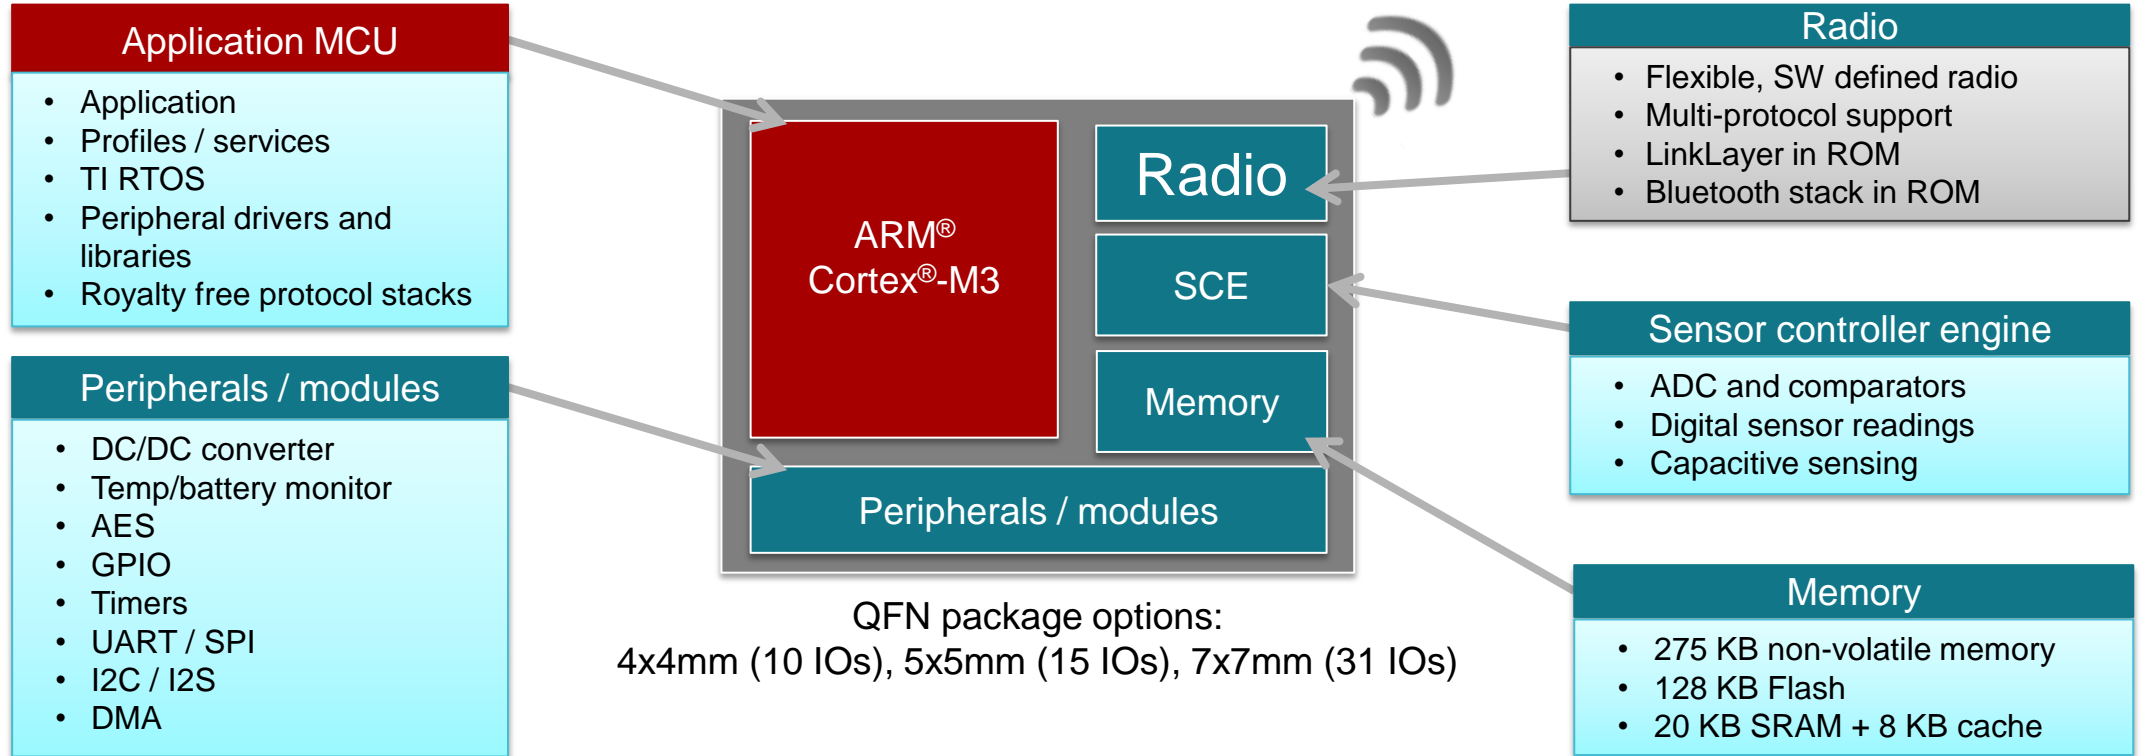 Application MCU
• Application
• Profiles / services
• TI RTOS
• Peripheral drivers and
libraries
• Royalty free protocol stacks
Peripherals / modules
• DC/DC converter
• Temp/battery monitor
• AES
• GPIO
• Timers
• UART / SPI
• I2C / I2S
• DMA
ARM®
Cortex®-M3
Radio
SCE
Memory
Peripherals / modules
QFN package options:
4x4mm (10 IOs), 5x5mm (15 IOs), 7x7mm (31 IOs)
Radio
• Flexible, SW defined radio
• Multi-protocol support
• LinkLayer in ROM
• Bluetooth stack in ROM
Sensor controller engine
• ADC and comparators
• Digital sensor readings
• Capacitive sensing
Memory
• 275 KB non-volatile memory
• 128 KB Flash
• 20 KB SRAM + 8 KB cache